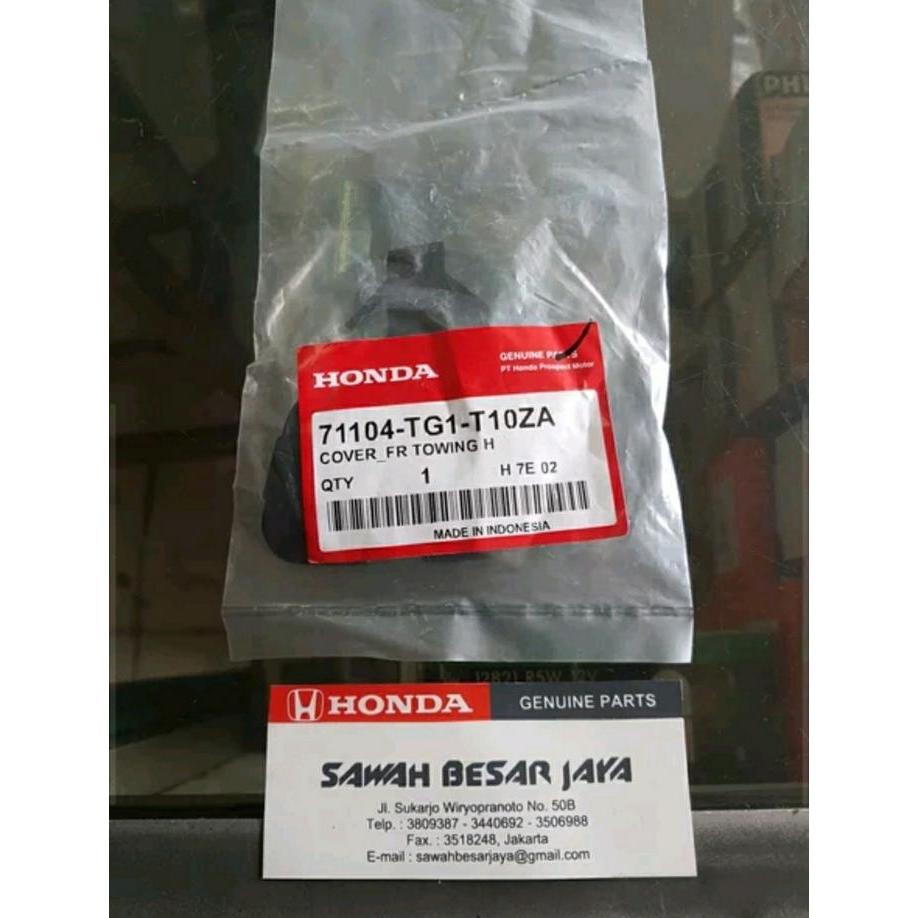 PHI
HONDA
GENUINE PARTS
PT Honda Prospect Motor
71104-TG1-T10ZA
COVER_FR TOWING H
QTY 1 H 7E 02
MADE IN INDONESIA
HONDA
GENUINE PARTS
SAWAH BESAR JAYA
Jl. Sukarjo Wiryopranoto No. 50B
Telp. : 3809387 - 3440692 - 3506988
Fax. : 3518248, Jakarta
E-mail : sawahbesarjaya@gmail.com